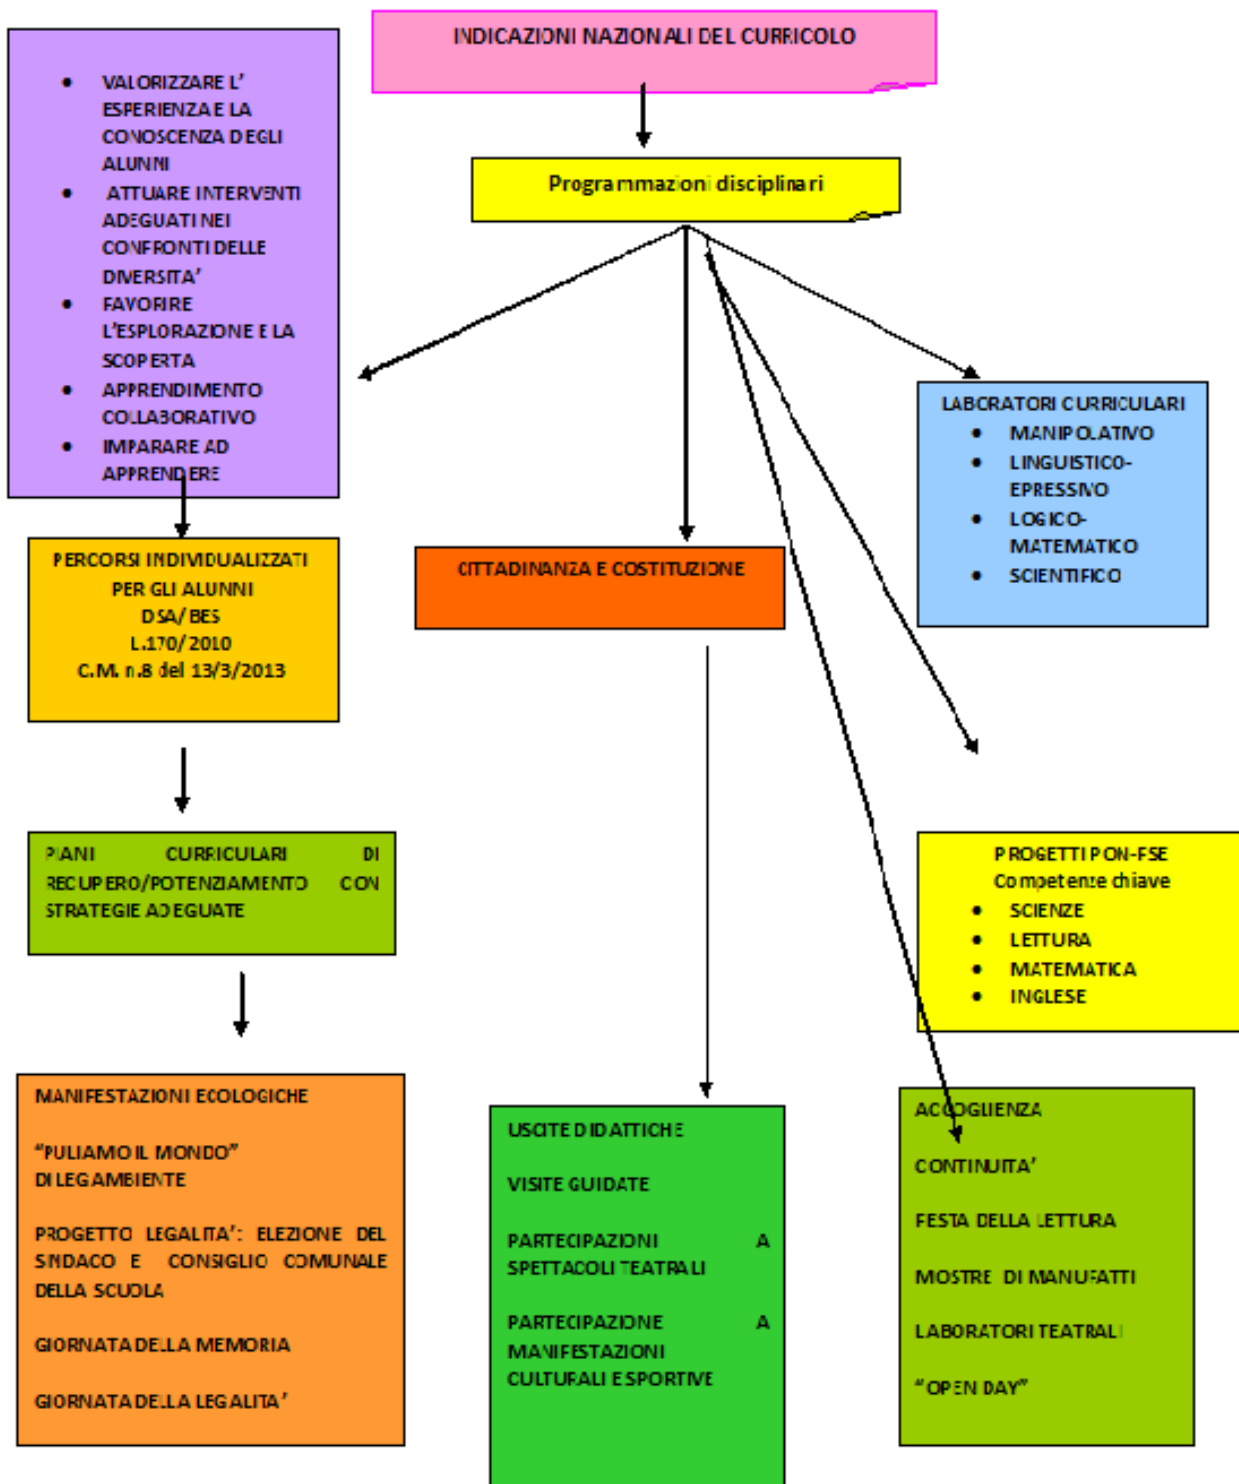 INDICAZIONI NAZIONALI DEL CURRICOLO
Programmazioni disciplinari
• VALORIZZARE L'
ESPERIENZA E LA
CONOSCENZA DEGLI
ALUNNI
• ATTUARE INTERVENTI
ADEGUATI NEI
CONFRONTI DELLE
DIVERSITA'
• FAVORIRE
L'ESPLORAZIONE E LA
SCOPERTA
• APPRENDIMENTO
COLLABORATIVO
• IMPARARE AD
APPRENDERE
LABORATORI CURRICULARI
• MANIPOLATIVO
• LINGUISTICO-
EPRESSIVO
• LOGICO-
MATEMATICO
• SCIENTIFICO
PERCORSI INDIVIDUALIZZATI
PER GLI ALUNNI
DSA/ BES
L.170/ 2010
C.M. n.8 del 13/3/2013
CITTADINANZA E COSTITUZIONE
PIANI CURRICULARI DI
RECUPERO/POTENZIAMENTO CON
STRATEGIE ADEGUATE
PROGETTI PON-FSE
Competenze chiave
• SCIENZE
• LETTURA
• MATEMATICA
• INGLESE
MANIFESTAZIONI ECOLOGICHE
"PULIAMO IL MONDO"
DI LEGAMBIENTE
PROGETTO LEGALITA': ELEZIONE DEL
SINDACO E CONSIGLIO COMUNALE
DELLA SCUOLA
GIORNATA DELLA MEMORIA
GIORNATA DELLA LEGALITA'
USCITE DIDATTICHE
VISITE GUIDATE
PARTECIPAZIONI A
SPETTACOLI TEATRALI
PARTECIPAZIONE A
MANIFESTAZIONI
CULTURALI E SPORTIVE
ACCOGLIENZA
CONTINUITA'
FESTA DELLA LETTURA
MOSTRE DI MANUFATTI
LABORATORI TEATRALI
"OPEN DAY"